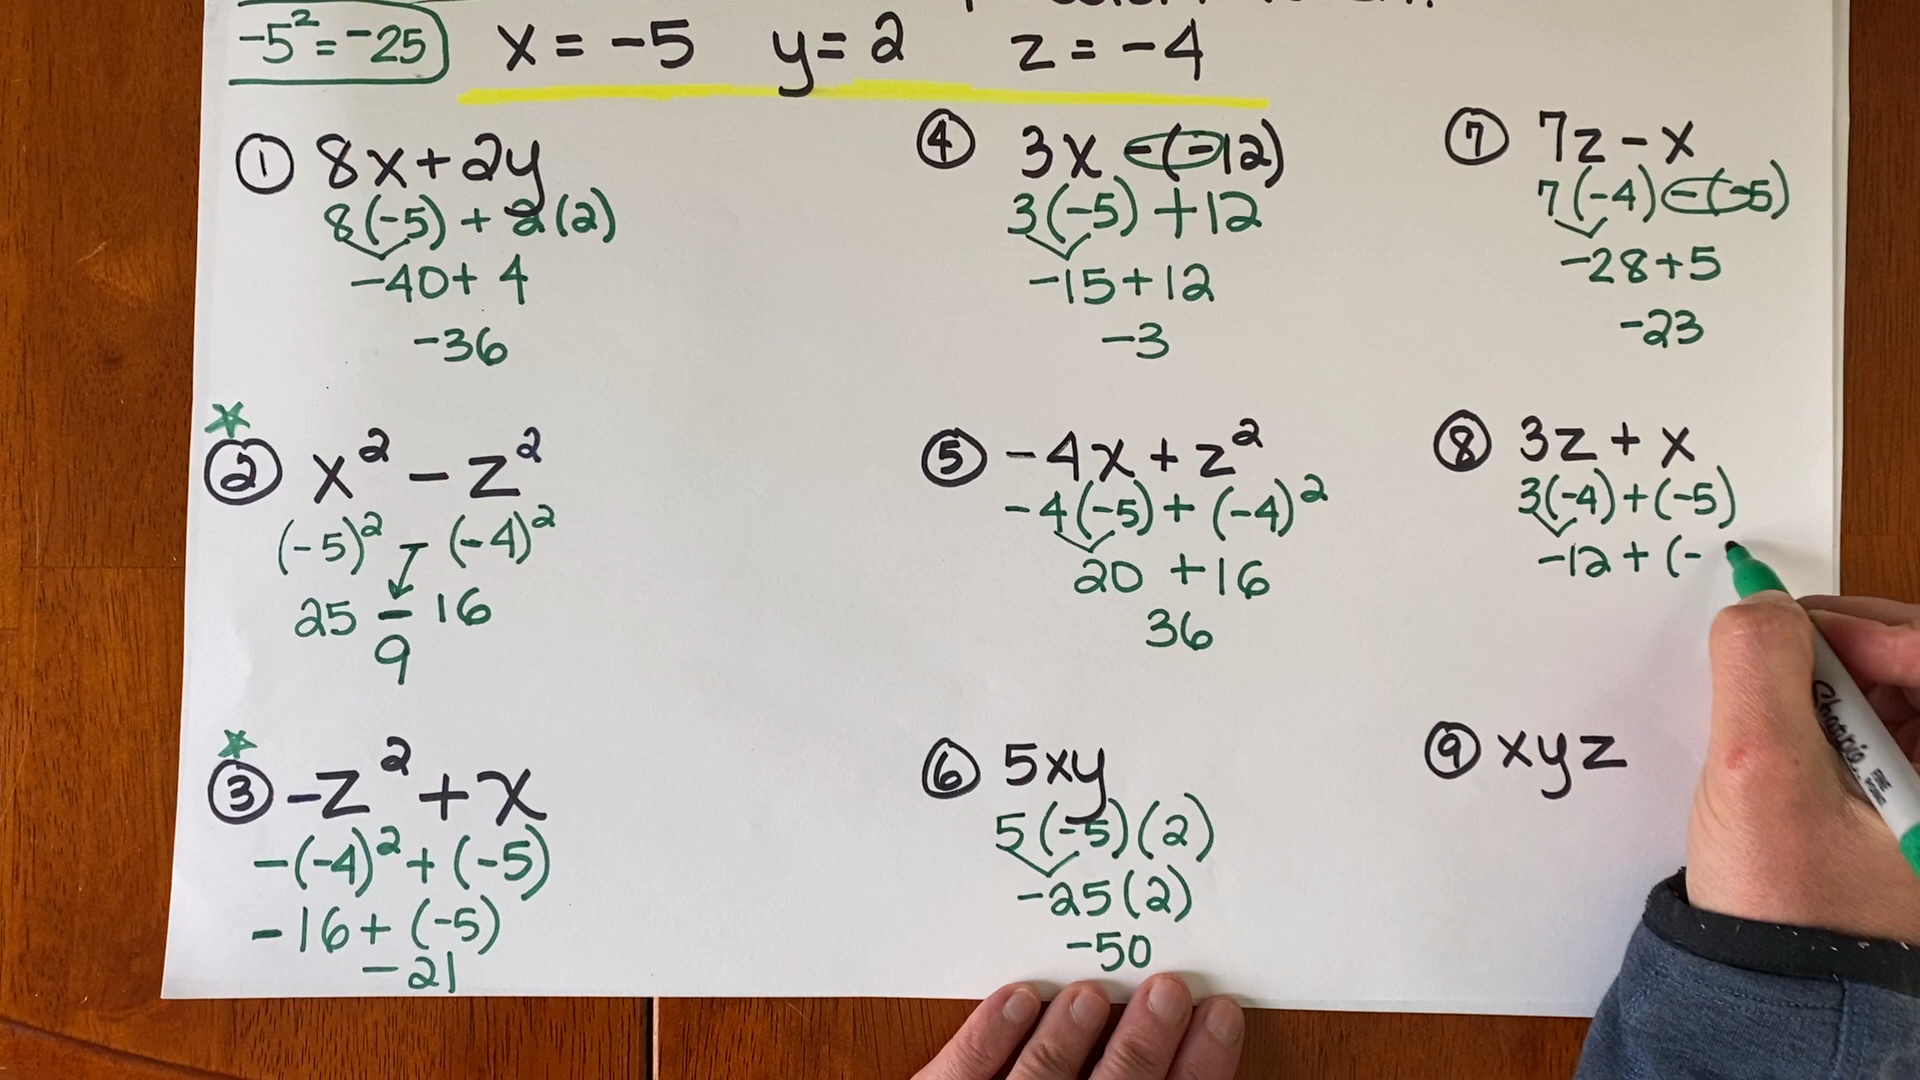 -5² = -25
x = -5 y = 2 z = -4
① 8x + 2y
8(-5) + 2(2)
-40 + 4
-36
② x² - z²
(-5)² - (-4)²
25 - 16
9
③ -z² + x
-(-4)² + (-5)
-16 + (-5)
-21
④ 3x - (-12)
3(-5) + 12
-15 + 12
-3
⑤ -4x + z²
-4(-5) + (-4)²
20 + 16
36
⑥ 5xy
5(-5)(2)
-25(2)
-50
⑦ 7z - x
7(-4) - (-5)
-28 + 5
-23
⑧ 3z + x
3(-4) + (-5)
-12 + (-
⑨ xyz
Sharpie